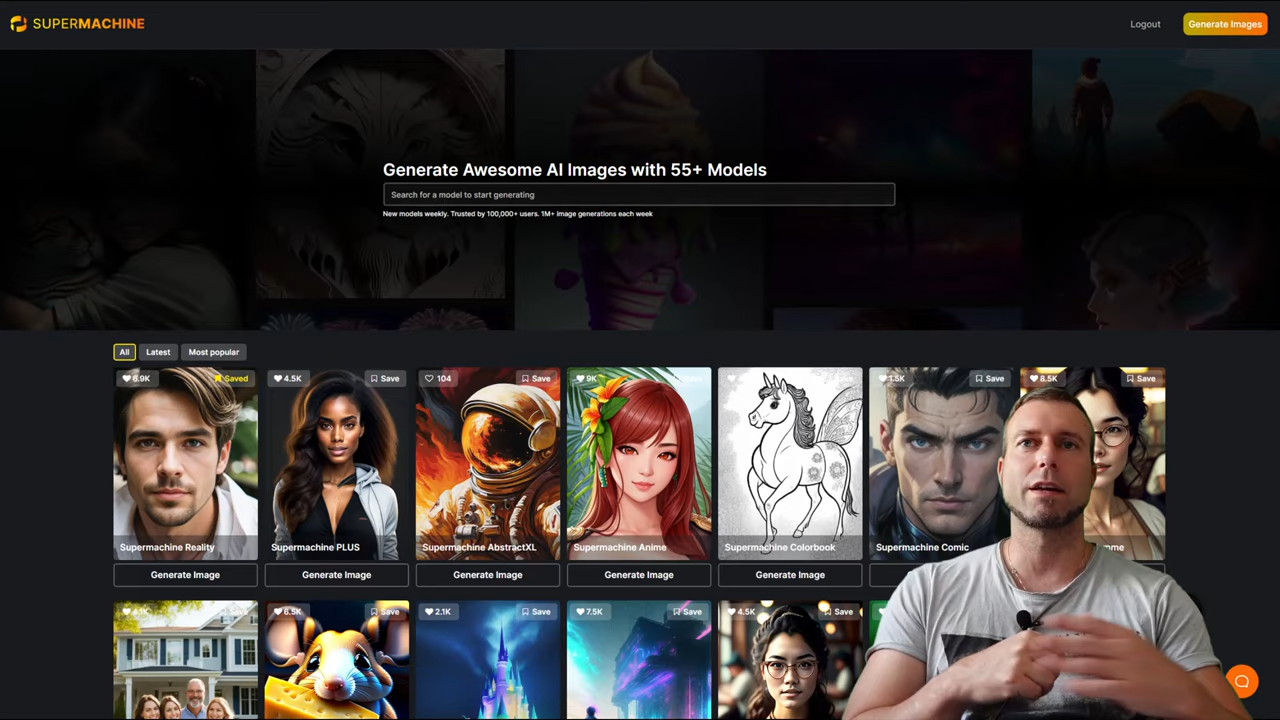 SUPERMACHINE
Logout
Generate Images
Generate Awesome AI Images with 55+ Models
Search for a model to start generating
New models weekly. Trusted by 100,000+ users. 1M+ image generations each week
All
Latest
Most popular
6.9K
Saved
4.5K
Save
104
Save
9K
1.5K
Save
8.5K
Save
Supermachine Reality
Supermachine PLUS
Supermachine AbstractXL
Supermachine Anime
Supermachine Colorbook
Supermachine Comic
Generate Image
Generate Image
Generate Image
Generate Image
Generate Image
4.1K
6.5K
Save
2.1K
Save
7.5K
Save
4.5K
Save